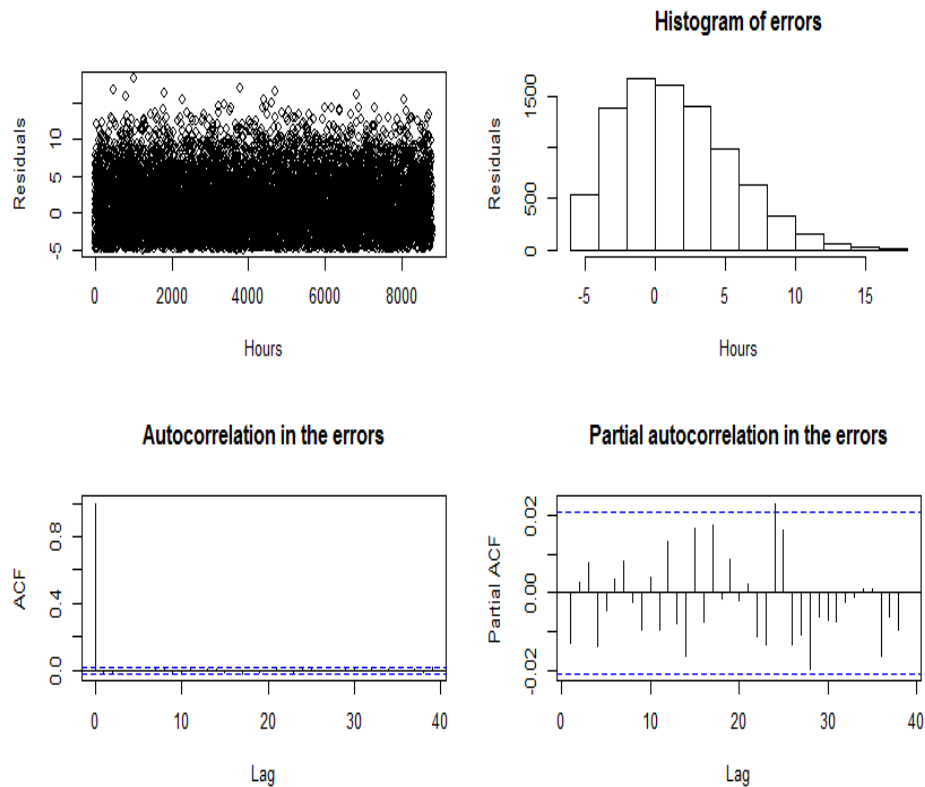 Residuals
10
5
0
-5
0 2000 4000 6000 8000
Hours
Histogram of errors
Residuals
1500
500
0
-5 0 5 10 15
Hours
Autocorrelation in the errors
ACF
0.8
0.4
0.0
0 10 20 30 40
Lag
Partial autocorrelation in the errors
Partial ACF
0.02
0.00
-0.02
0 10 20 30 40
Lag